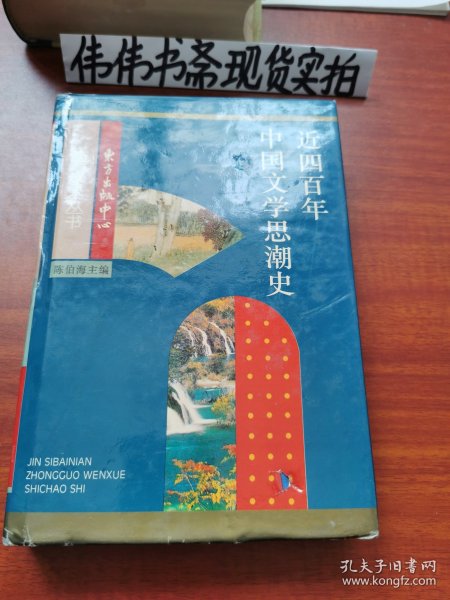 伟伟书斋现货实拍
近四百年
中国文学思潮史
东方出版中心
丛书
陈伯海主编
JIN SIBAINIAN
ZHONGGUO WENXUE
SHICHAO SHI
孔夫子旧书网
www.kongfz.com